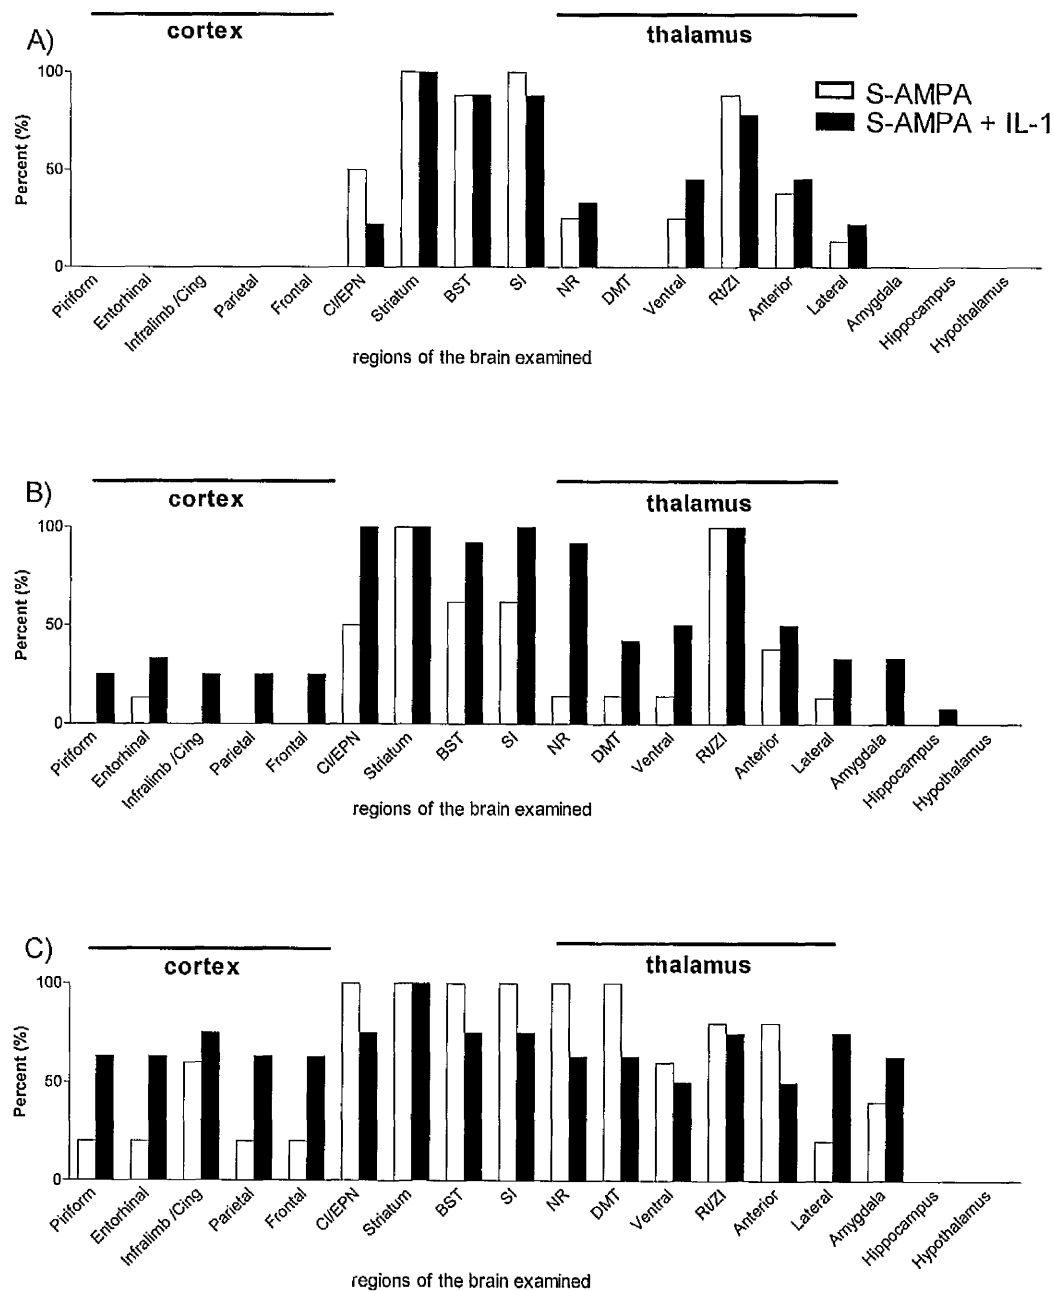 A)
cortex
thalamus
S-AMPA
S-AMPA + IL-1
Percent (%)
100
50
0
Piriform
Entorhinal
Infralimb /Cing
Parietal
Frontal
Cl/EPN
Striatum
BST
SI
NR
DMT
Ventral
Rt/ZI
Anterior
Lateral
Amygdala
Hippocampus
Hypothalamus
regions of the brain examined
B)
cortex
thalamus
Percent (%)
100
50
0
Piriform
Entorhinal
Infralimb /Cing
Parietal
Frontal
Cl/EPN
Striatum
BST
SI
NR
DMT
Ventral
Rt/ZI
Anterior
Lateral
Amygdala
Hippocampus
Hypothalamus
regions of the brain examined
C)
cortex
thalamus
Percent (%)
100
50
0
Piriform
Entorhinal
Infralimb /Cing
Parietal
Frontal
Cl/EPN
Striatum
BST
SI
NR
DMT
Ventral
Rt/ZI
Anterior
Lateral
Amygdala
Hippocampus
Hypothalamus
regions of the brain examined